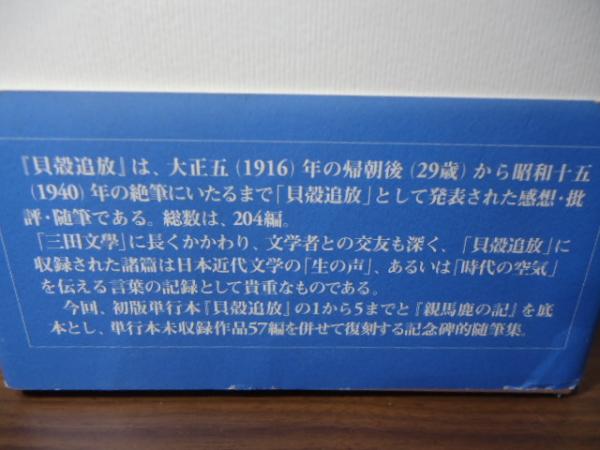 『貝殻追放』は、大正五(1916)年の帰朝後(29歳)から昭和十五
(1940)年の絶筆にいたるまで「貝殻追放」として発表された感想・批
評・随筆である。総数は、204編。
「三田文學」に長くかかわり、文学者との交友も深く、「貝殻追放」に
収録された諸篇は日本近代文学の「生の声」、あるいは「時代の空気」
を伝える言葉の記録として貴重なものである。
今回、初版単行本『貝殻追放』の1から5までと『親馬鹿の記』を底
本とし、単行本未収録作品57編を併せて復刻する記念碑的随筆集。